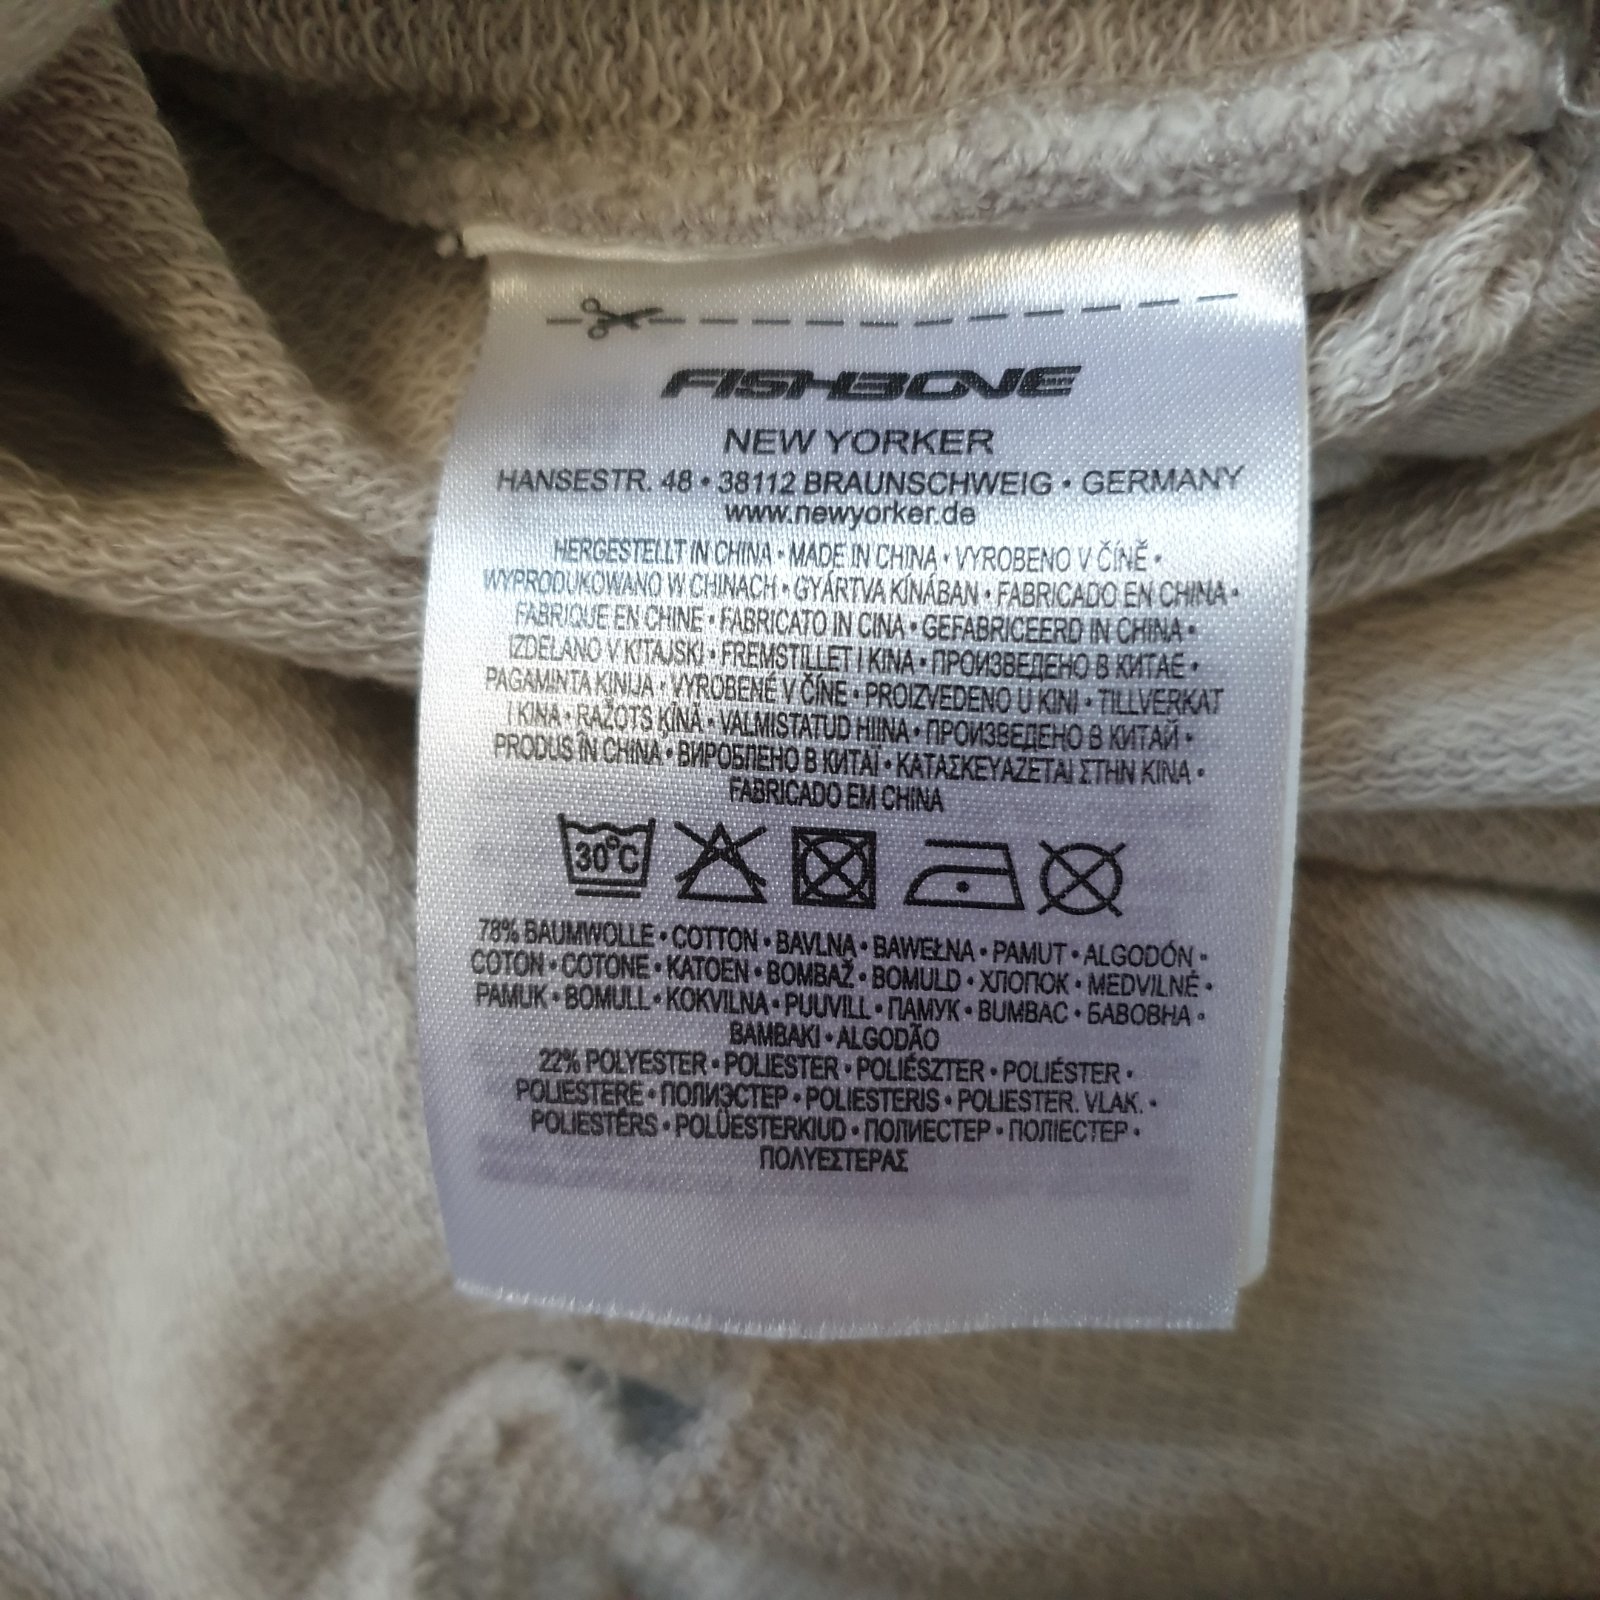 FISHBONE
NEW YORKER
HANSESTR. 48 • 38112 BRAUNSCHWEIG • GERMANY
www.newyorker.de
HERGESTELLT IN CHINA • MADE IN CHINA • VYROBENO V ČÍNĚ •
WYPRODUKOWANO W CHINACH • GYÁRTVA KÍNÁBAN • FABRICADO EN CHINA •
FABRIQUE EN CHINE • FABRICATO IN CINA • GEFABRICEERD IN CHINA •
IZDELANO V KITAJSKI • FREMSTILLET I KINA • ПРОИЗВЕДЕНО В КИТАЕ •
PAGAMINTA KINIJA • VYROBENÉ V ČÍNE • PROIZVEDENO U KINI • TILLVERKAT
I KINA • RAŽOTS ĶĪNĀ • VALMISTATUD HIINA • ПРОИЗВЕДЕНО В КИТАЙ •
PRODUS ÎN CHINA • ВИРОБЛЕНО В КИТАЇ • ΚΑΤΑΣΚΕΥΑΖΕΤΑΙ ΣΤΗΝ ΚΙΝΑ •
FABRICADO EM CHINA
30°C
78% BAUMWOLLE • COTTON • BAVLNA • BAWEŁNA • PAMUT • ALGODÓN •
COTON • COTONE • KATOEN • BOMBAŽ • BOMULD • ХЛОПОК • MEDVILNĖ •
PAMUK • BOMULL • KOKVILNA • PUUVILL • ПАМУК • BUMBAC • БАВОВНА •
BAMBAKI • ALGODÃO
22% POLYESTER • POLIESTER • POLIÉSZTER • POLIÉSTER •
POLIESTERE • ПОЛИЭСТЕР • POLIESTERIS • POLIESTER. VLAK. •
POLIESTĒRS • POLÜESTERKIUD • ПОЛИЕСТЕР • ПОЛІЕСТЕР •
ΠΟΛΥΕΣΤΕΡΑΣ